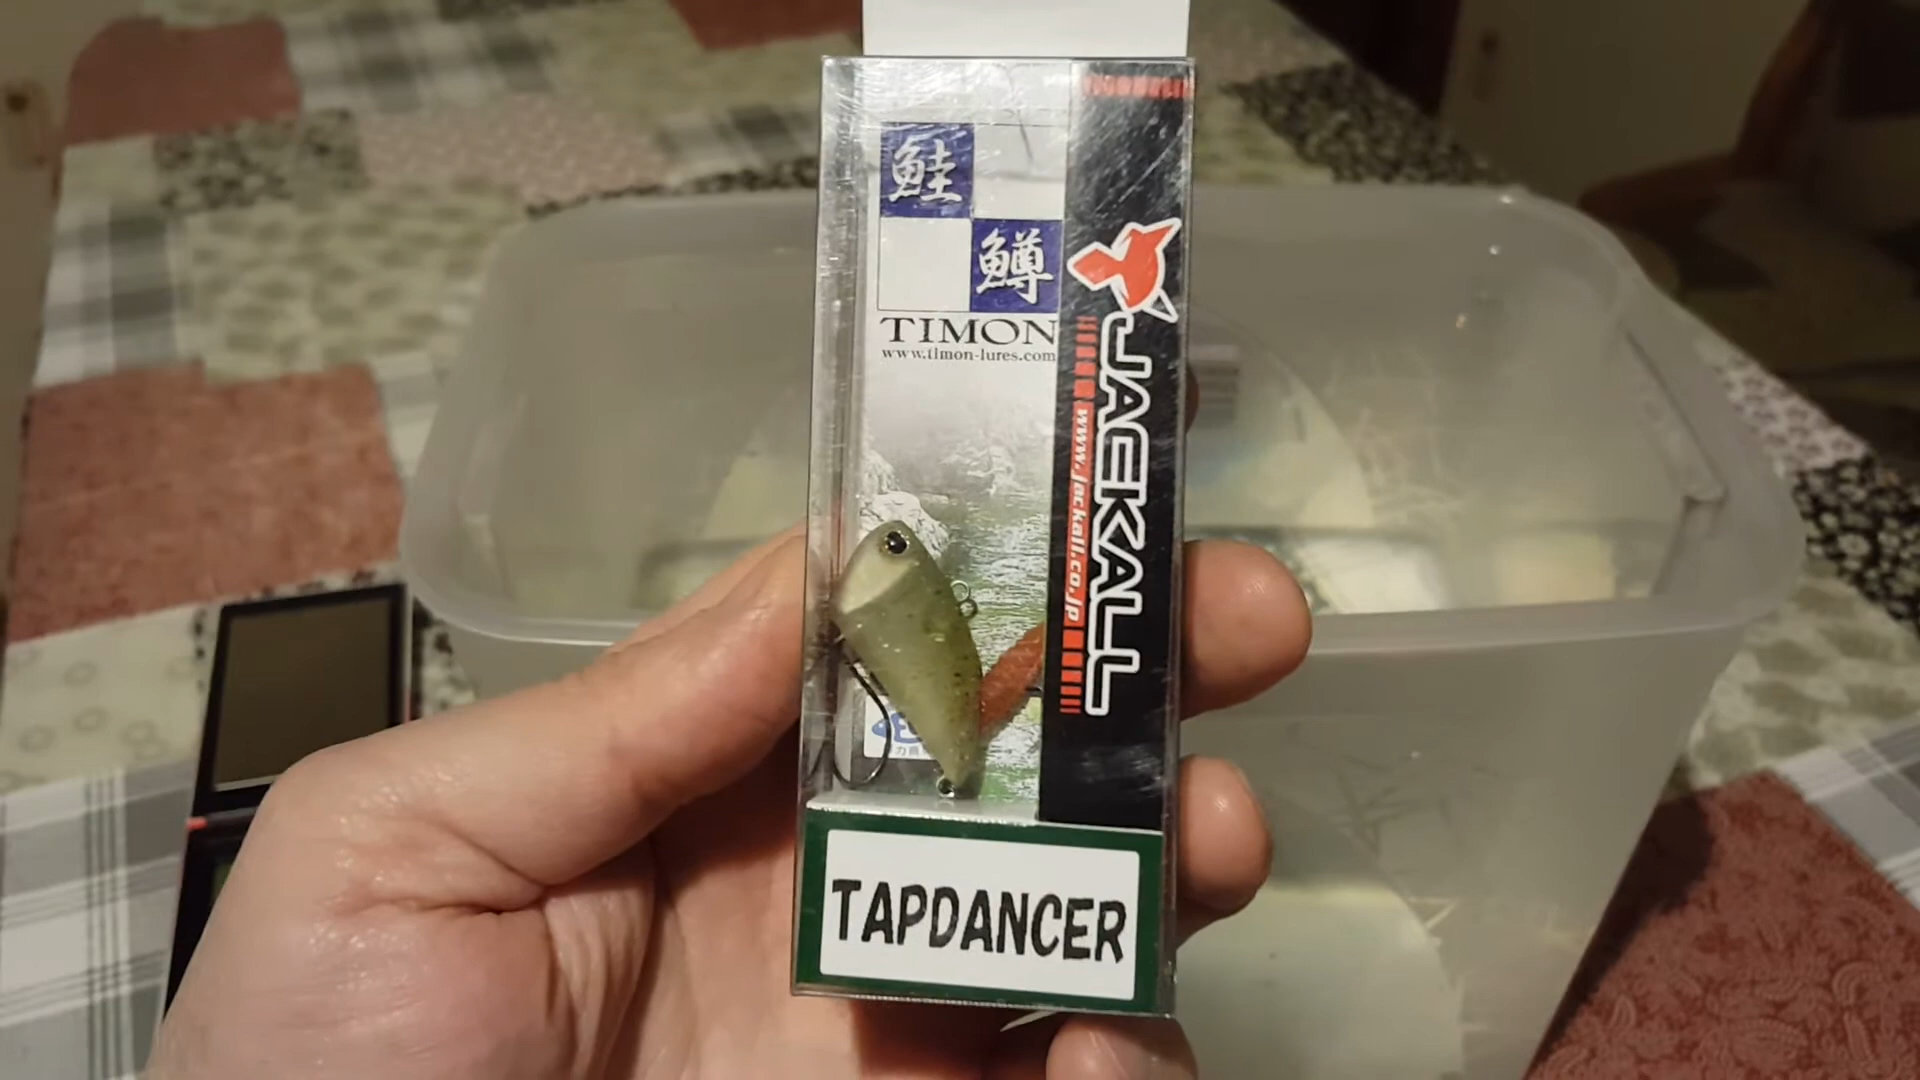 鮭
鱒
TIMON
www.timon-lures.com
JACKALL
www.jackall.co.jp
TAPDANCER